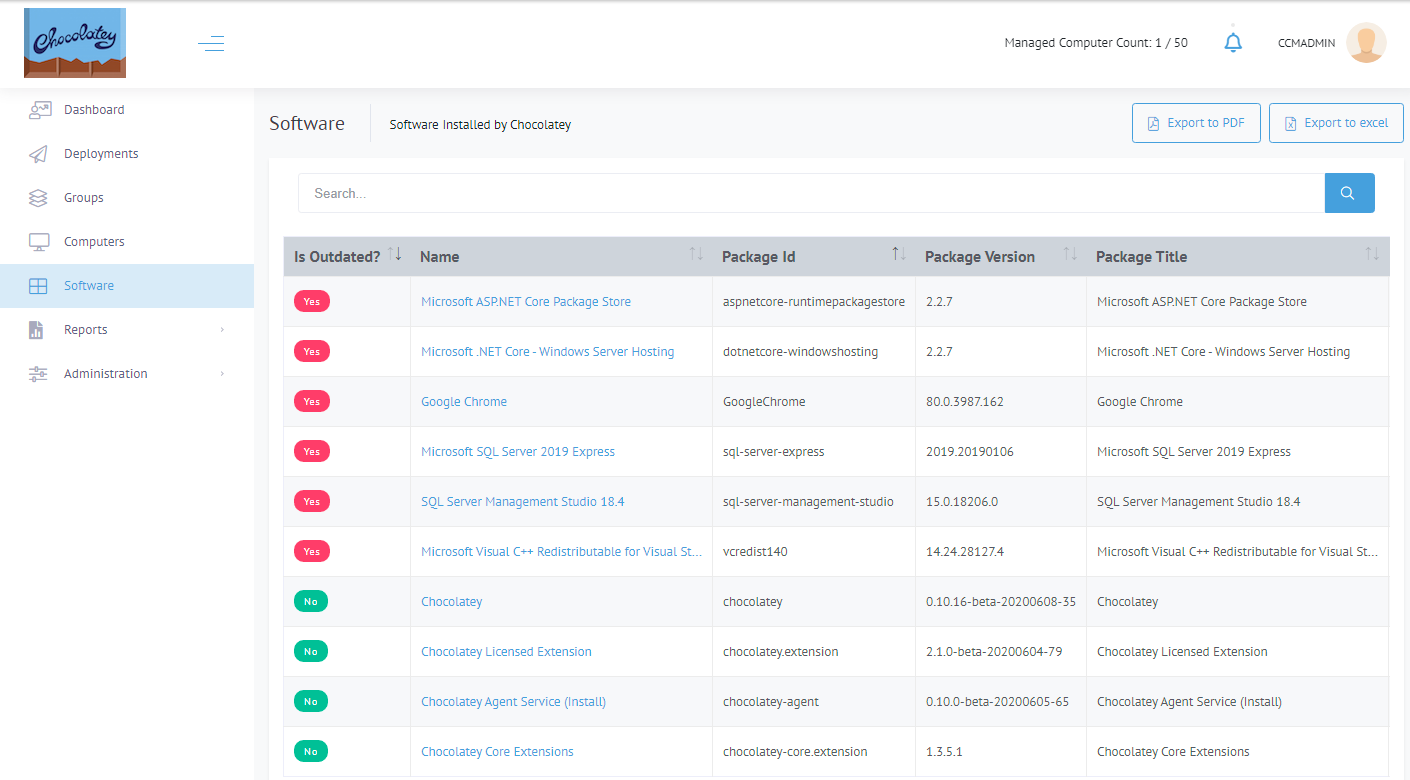 Chocolatey
Managed Computer Count: 1 / 50
CCMADMIN
Dashboard
Deployments
Groups
Computers
Software
Reports
Administration
Software
Software Installed by Chocolatey
Export to PDF
Export to excel
Search...
Is Outdated? Name Package Id Package Version Package Title
Yes Microsoft ASP.NET Core Package Store aspnetcore-runtimepackagestore 2.2.7 Microsoft ASP.NET Core Package Store
Yes Microsoft .NET Core - Windows Server Hosting dotnetcore-windowshosting 2.2.7 Microsoft .NET Core - Windows Server Hosting
Yes Google Chrome GoogleChrome 80.0.3987.162 Google Chrome
Yes Microsoft SQL Server 2019 Express sql-server-express 2019.20190106 Microsoft SQL Server 2019 Express
Yes SQL Server Management Studio 18.4 sql-server-management-studio 15.0.18206.0 SQL Server Management Studio 18.4
Yes Microsoft Visual C++ Redistributable for Visual St... vcredist140 14.24.28127.4 Microsoft Visual C++ Redistributable for Visual St...
No Chocolatey chocolatey 0.10.16-beta-20200608-35 Chocolatey
No Chocolatey Licensed Extension chocolatey.extension 2.1.0-beta-20200604-79 Chocolatey Licensed Extension
No Chocolatey Agent Service (Install) chocolatey-agent 0.10.0-beta-20200605-65 Chocolatey Agent Service (Install)
No Chocolatey Core Extensions chocolatey-core.extension 1.3.5.1 Chocolatey Core Extensions